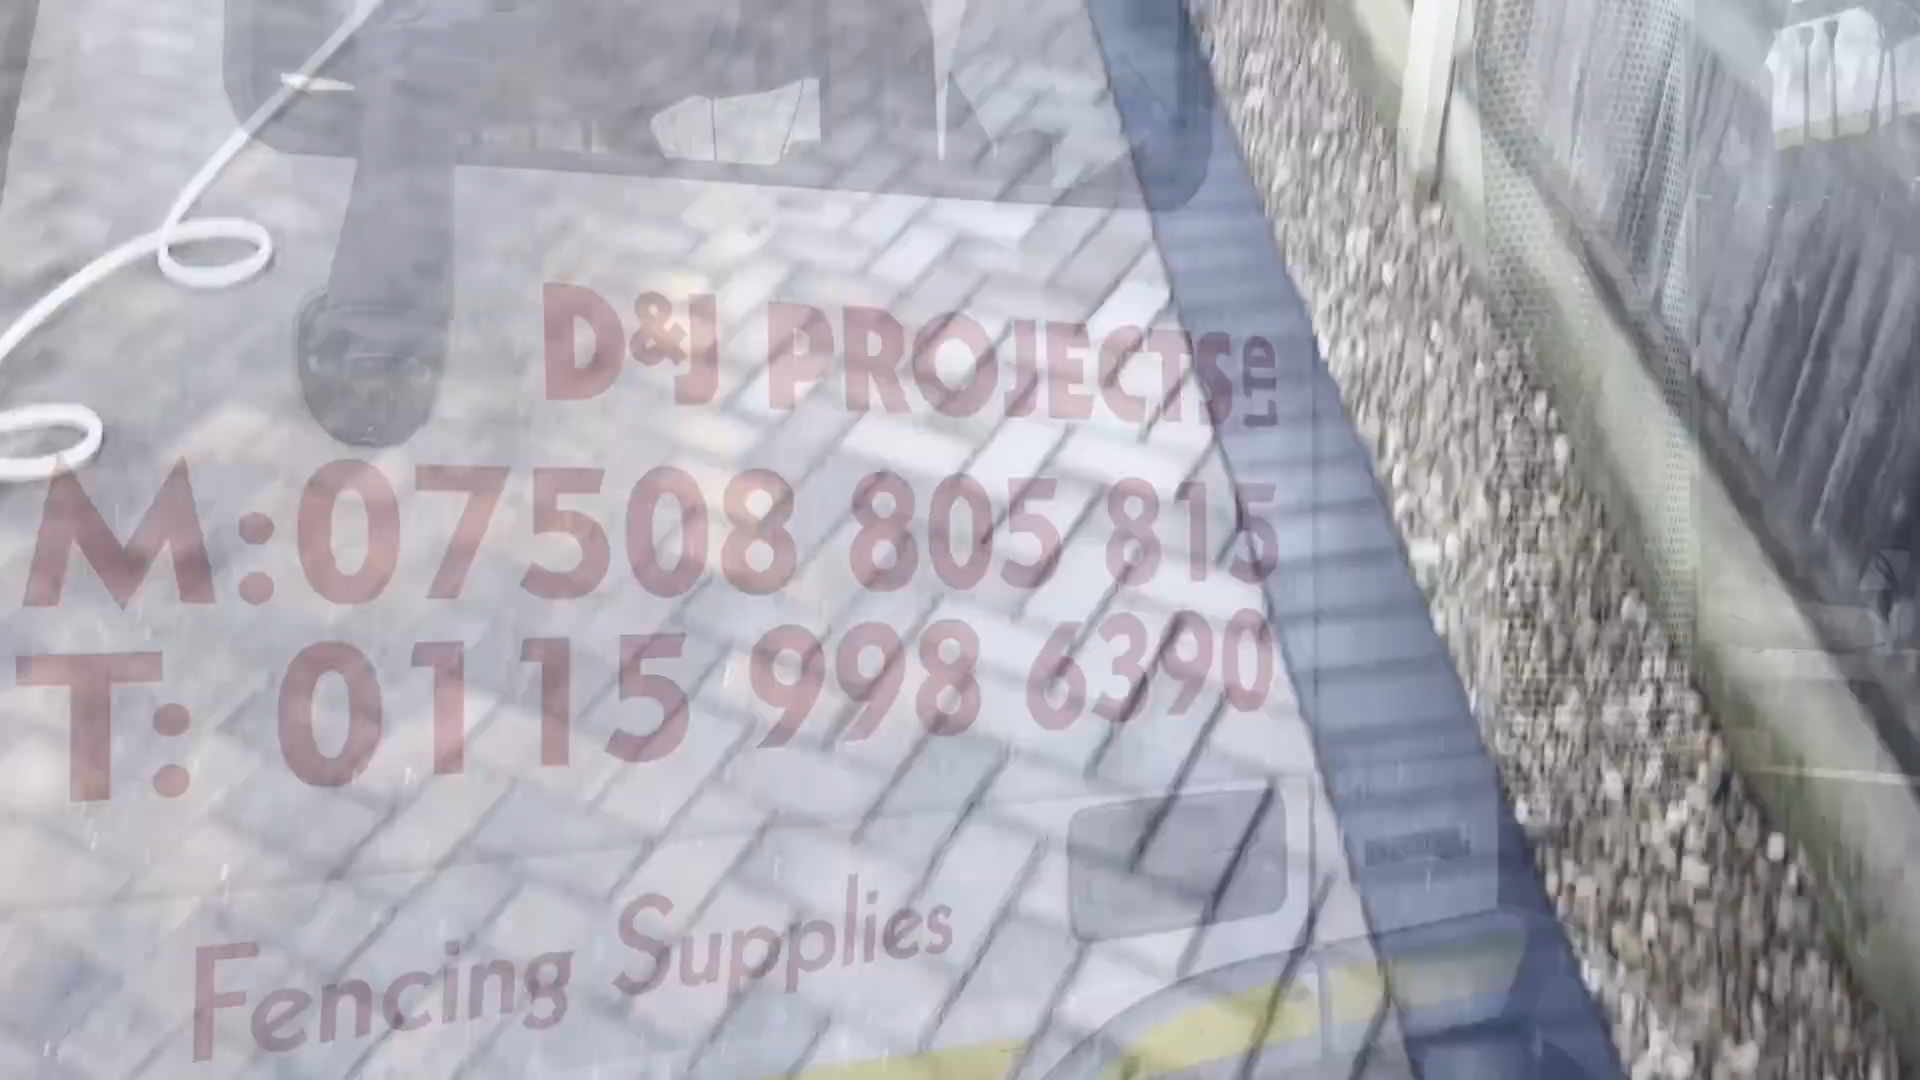 D&J PROJECTS LTD
M:07508 805 815
T: 0115 998 6390
Fencing Supplies